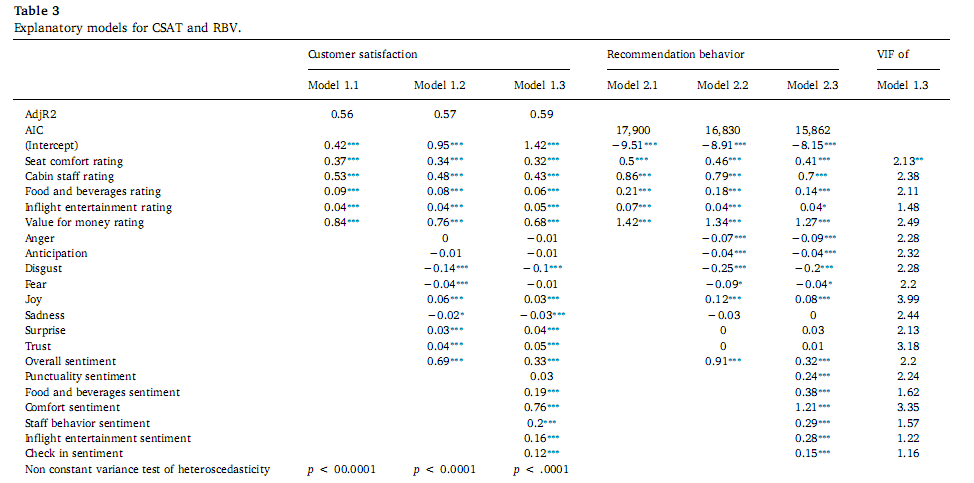 Table 3
Explanatory models for CSAT and RBV.
Customer satisfaction Recommendation behavior VIF of
Model 1.1 Model 1.2 Model 1.3 Model 2.1 Model 2.2 Model 2.3 Model 1.3
AdjR2 0.56 0.57 0.59
AIC 17,900 16,830 15,862
(Intercept) 0.42*** 0.95*** 1.42*** −9.51*** −8.91*** −8.15***
Seat comfort rating 0.37*** 0.34*** 0.32*** 0.5*** 0.46*** 0.41*** 2.13**
Cabin staff rating 0.53*** 0.48*** 0.43*** 0.86*** 0.79*** 0.7*** 2.38
Food and beverages rating 0.09*** 0.08*** 0.06*** 0.21*** 0.18*** 0.14*** 2.11
Inflight entertainment rating 0.04*** 0.04*** 0.05*** 0.07*** 0.04** 0.04* 1.48
Value for money rating 0.84*** 0.76*** 0.68*** 1.42*** 1.34*** 1.27*** 2.49
Anger 0 −0.01 −0.07*** −0.09*** 2.28
Anticipation −0.01 −0.01 −0.04*** −0.04*** 2.32
Disgust −0.14*** −0.1*** −0.25*** −0.2*** 2.28
Fear −0.04*** −0.01 −0.09* −0.04* 2.2
Joy 0.06*** 0.03*** 0.12*** 0.08*** 3.99
Sadness −0.02* −0.03*** −0.03 0 2.44
Surprise 0.03*** 0.04*** 0 0.03 2.13
Trust 0.04*** 0.05*** 0 0.01 3.18
Overall sentiment 0.69*** 0.33*** 0.91*** 0.32*** 2.2
Punctuality sentiment 0.03 0.24*** 2.24
Food and beverages sentiment 0.19*** 0.38*** 1.62
Comfort sentiment 0.76*** 1.21*** 3.35
Staff behavior sentiment 0.2*** 0.29*** 1.57
Inflight entertainment sentiment 0.16*** 0.28*** 1.22
Check in sentiment 0.12*** 0.15*** 1.16
Non constant variance test of heteroscedasticity p < 00.0001 p < 0.0001 p < .0001